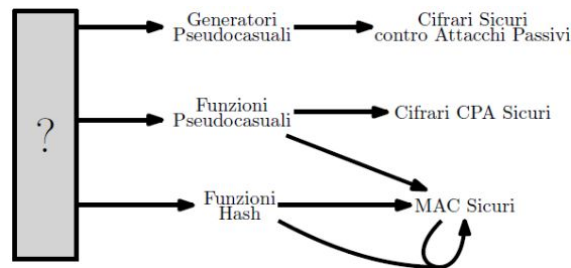 Generatori
Pseudocasuali
Cifrari Sicuri
contro Attacchi Passivi
?
Funzioni
Pseudocasuali
Cifrari CPA Sicuri
Funzioni
Hash
MAC Sicuri